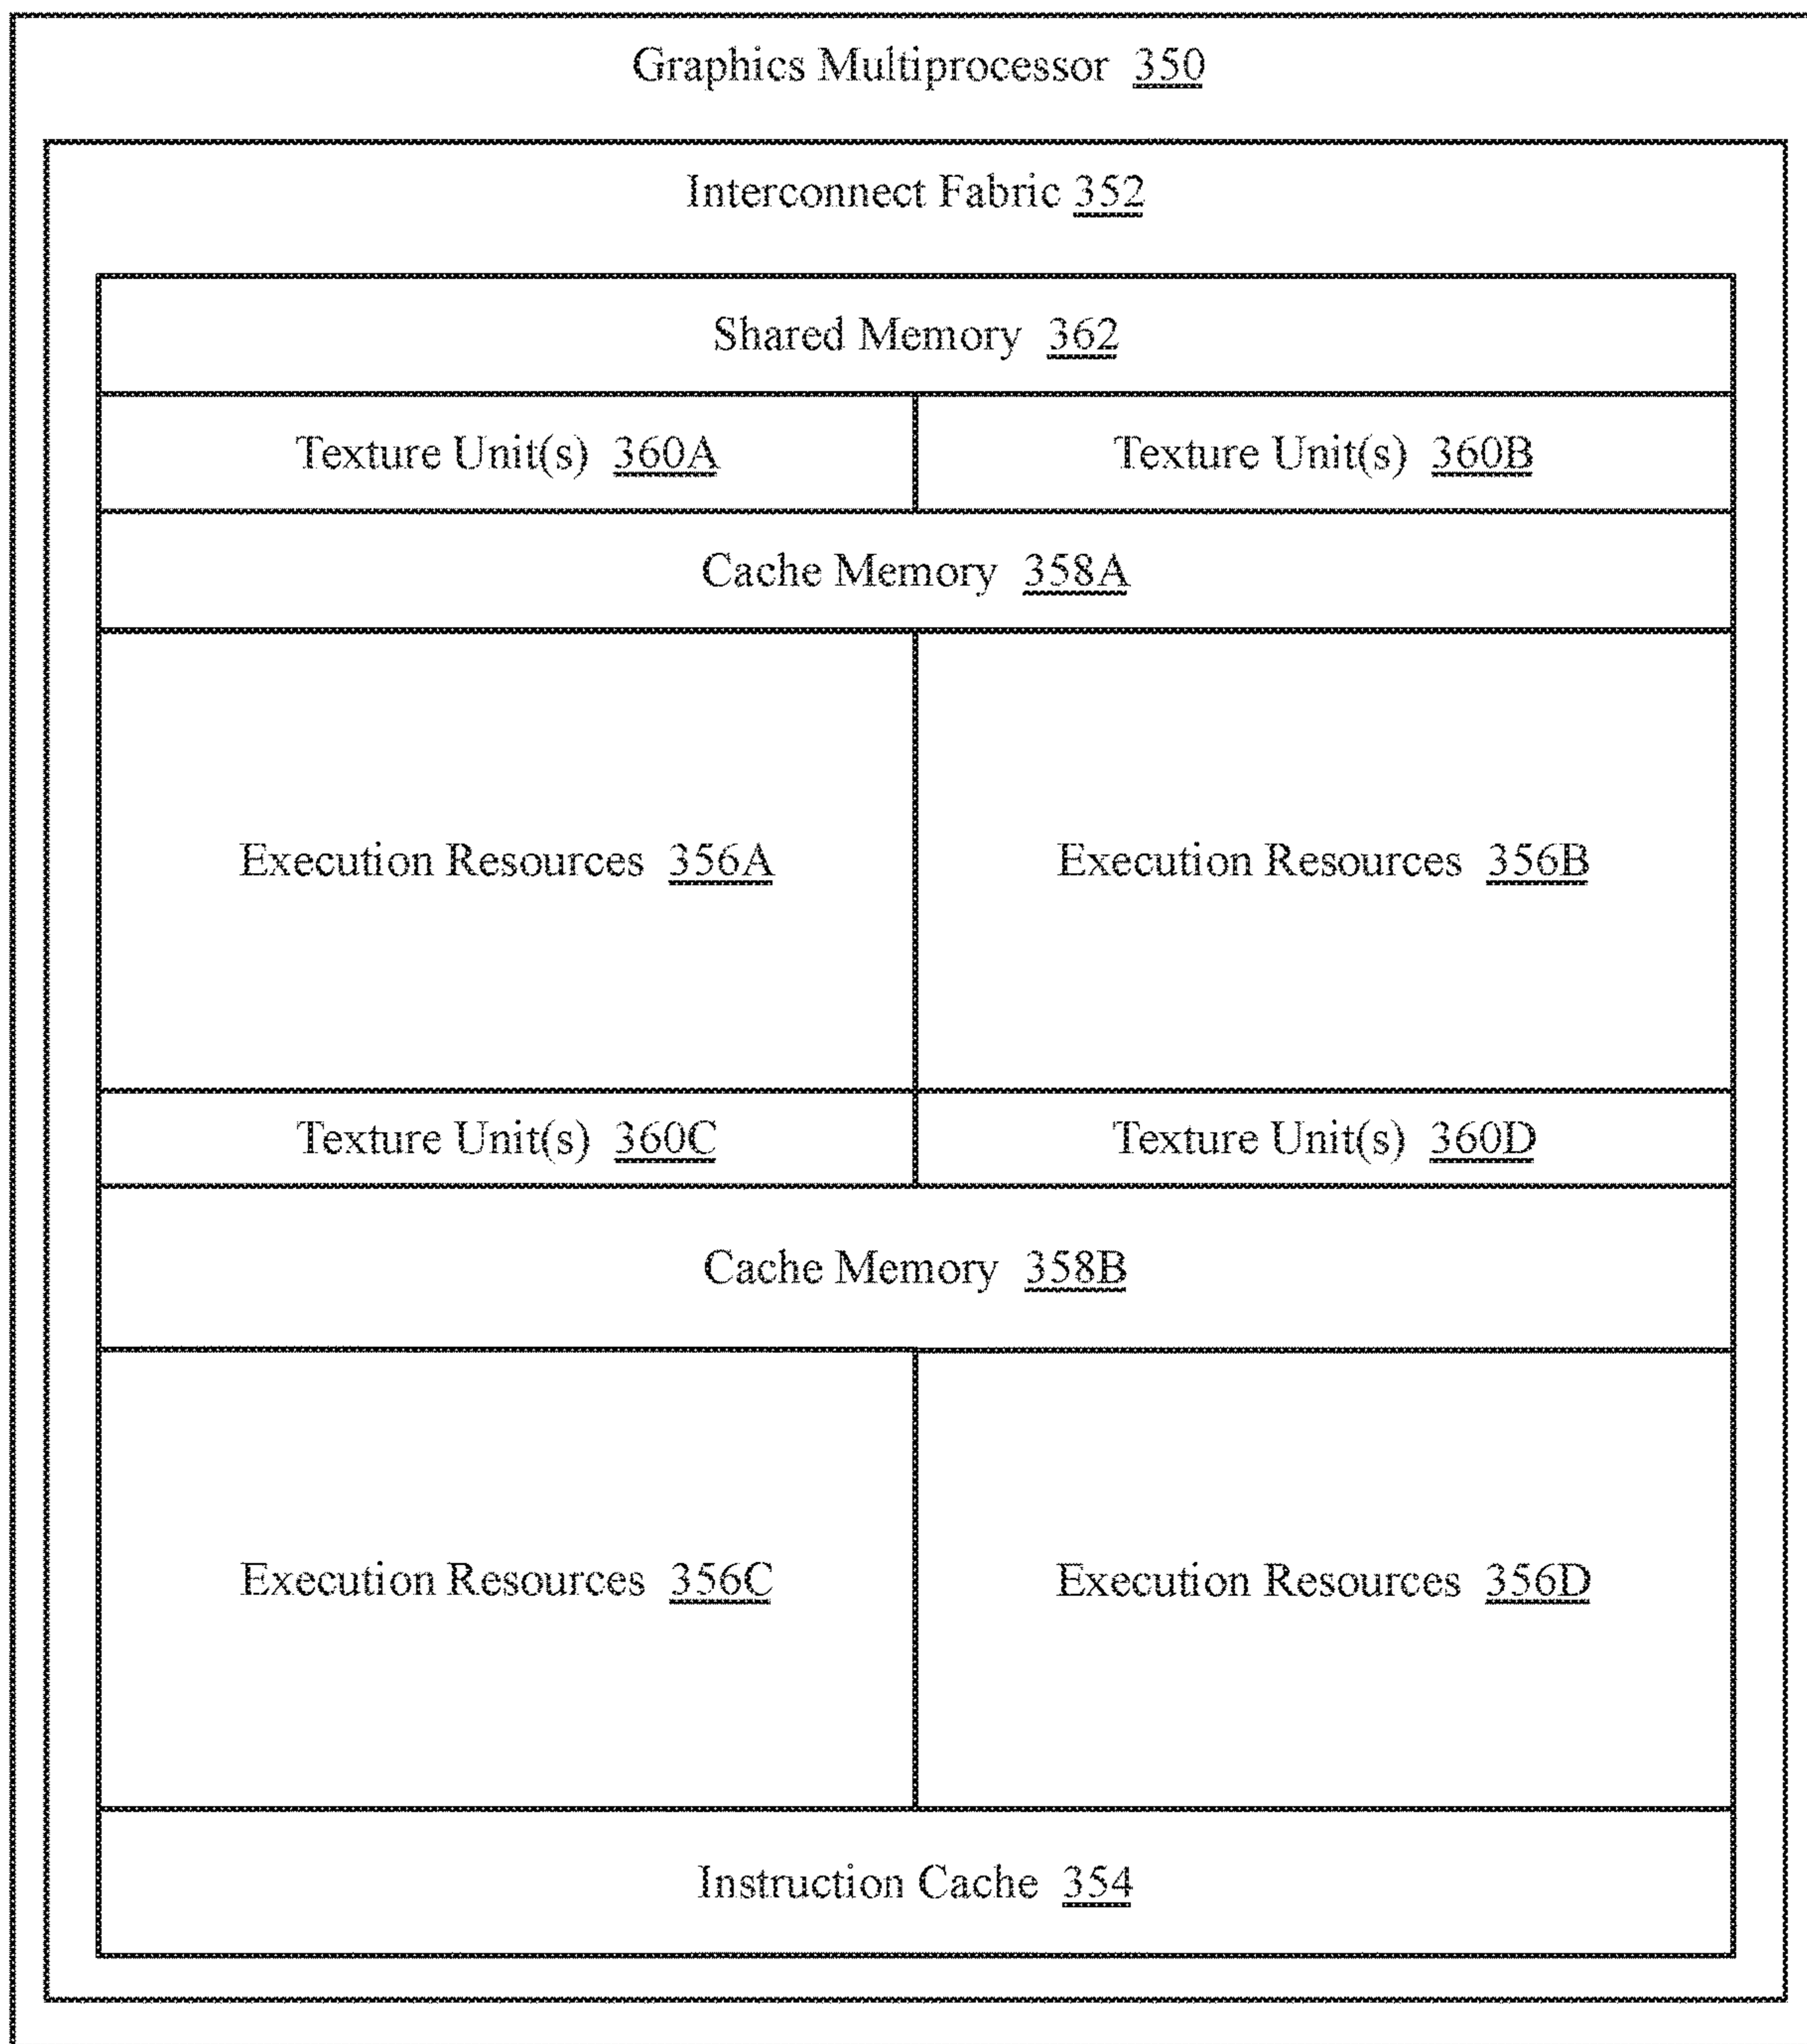 Graphics Multiprocessor 350
Interconnect Fabric 352
Shared Memory 362
Texture Unit(s) 360A
Texture Unit(s) 360B
Cache Memory 358A
Execution Resources 356A
Execution Resources 356B
Texture Unit(s) 360C
Texture Unit(s) 360D
Cache Memory 358B
Execution Resources 356C
Execution Resources 356D
Instruction Cache 354